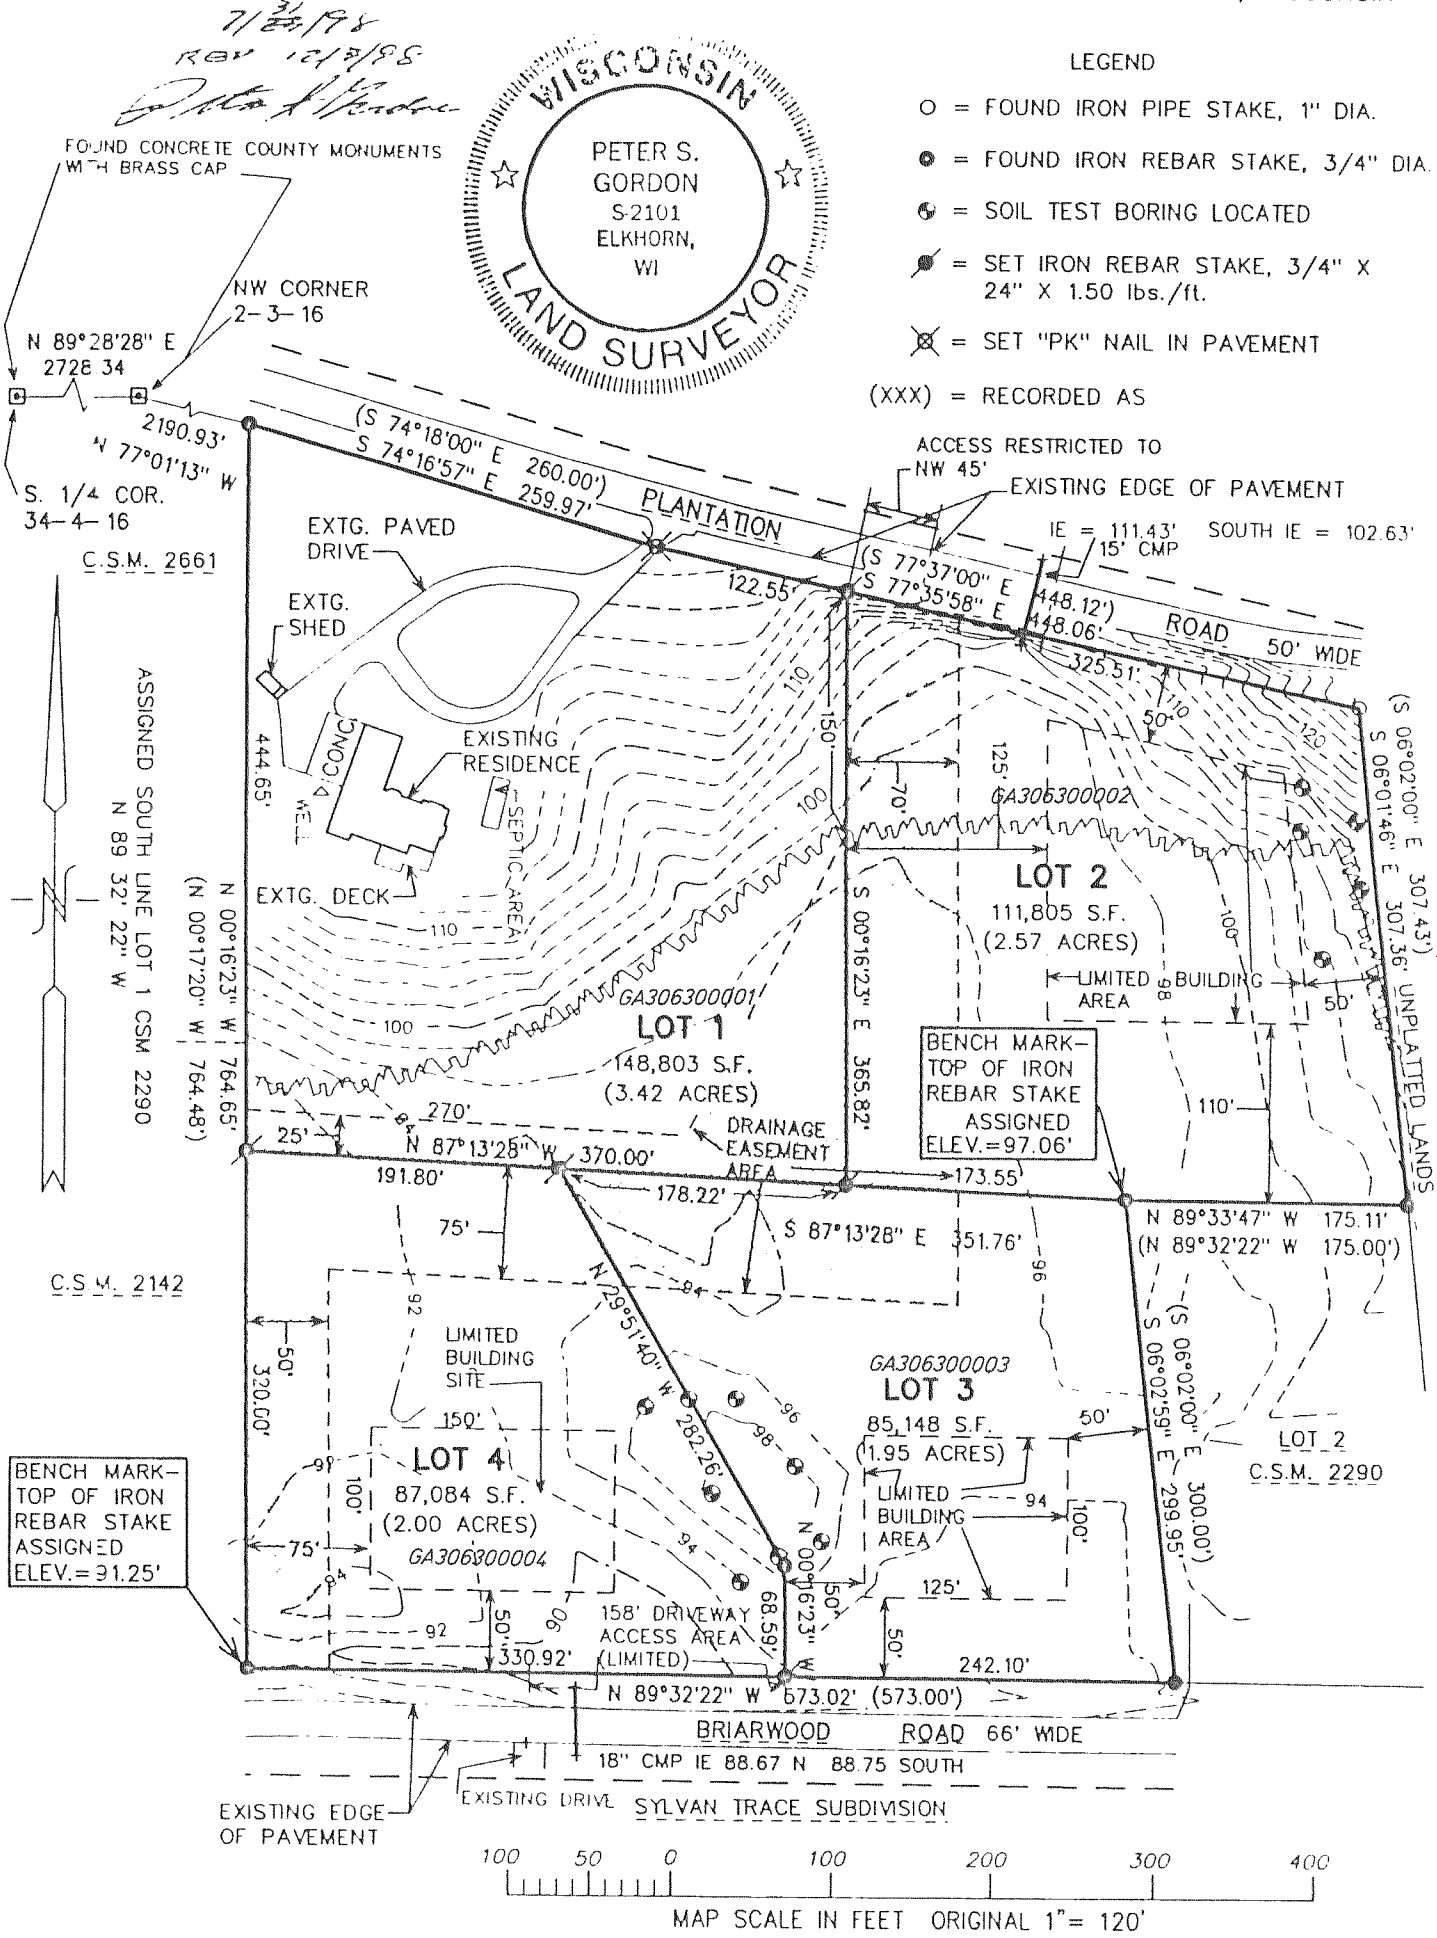 7/31/98
REV 12/3/98
FOUND CONCRETE COUNTY MONUMENTS
WITH BRASS CAP
WISCONSIN
PETER S.
GORDON
S-2101
ELKHORN,
WI
LAND SURVEYOR
LEGEND
= FOUND IRON PIPE STAKE, 1" DIA.
= FOUND IRON REBAR STAKE, 3/4" DIA.
= SOIL TEST BORING LOCATED
= SET IRON REBAR STAKE, 3/4" X
24" X 1.50 lbs./ft.
= SET "PK" NAIL IN PAVEMENT
(XXX) = RECORDED AS
NW CORNER
2-3-16
N 89°28'28" E
2728.34
2190.93'
N 77°01'13" W
S. 1/4 COR.
34-4-16
C.S.M. 2661
(S 74°18'00" E 260.00')
S 74°16'57" E 259.97'
PLANTATION
ROAD 50' WIDE
ACCESS RESTRICTED TO
NW 45'
EXISTING EDGE OF PAVEMENT
IE = 111.43' SOUTH IE = 102.63'
15' CMP
(S 77°37'00" E 448.12')
S 77°35'58" E 448.06'
122.55'
325.51'
EXTG. PAVED
DRIVE
EXTG.
SHED
CONC
WELL
EXISTING
RESIDENCE
SEPTIC AREA
EXTG. DECK
444.65'
ASSIGNED SOUTH LINE LOT 1 CSM 2290
N 89 32' 22" W
N 00°16'23" W 764.65'
(N 00°17'20" W 764.48')
110
100
110
100
150'
70'
125'
50'
110
120
(S 06°02'00" E 307.43')
S 06°01'46" E 307.36'
UNPLATTED LANDS
GA306300002
LOT 2
111,805 S.F.
(2.57 ACRES)
LIMITED BUILDING
AREA
100
98
50'
110'
S 00°16'23" E 365.82'
GA306300001
LOT 1
148,803 S.F.
(3.42 ACRES)
BENCH MARK-
TOP OF IRON
REBAR STAKE
ASSIGNED
ELEV.=97.06'
94
270'
25'
DRAINAGE
EASEMENT
AREA
N 87°13'28" W 370.00'
191.80'
178.22'
173.55'
S 87°13'28" E 351.76'
N 89°33'47" W 175.11'
(N 89°32'22" W 175.00')
75'
C.S.M. 2142
92
94
96
N 29°51'40" W 282.26'
LIMITED
BUILDING
SITE
50'
320.00'
150'
LOT 4
87,084 S.F.
(2.00 ACRES)
GA306300004
100'
75'
BENCH MARK-
TOP OF IRON
REBAR STAKE
ASSIGNED
ELEV.=91.25'
GA306300003
LOT 3
85,148 S.F.
(1.95 ACRES)
96
98
50'
LIMITED
BUILDING
AREA
94
100'
125'
50'
50'
(S 06°02'00" E 300.00')
S 06°02'59" E 299.95'
LOT 2
C.S.M. 2290
94
94
92
50'
158' DRIVEWAY
ACCESS AREA
(LIMITED)
N 00°16'23" W
68.59'
330.92'
242.10'
N 89°32'22" W 573.02' (573.00')
BRIARWOOD ROAD 66' WIDE
18" CMP IE 88.67 N 88.75 SOUTH
EXISTING EDGE
OF PAVEMENT
EXISTING DRIVE
SYLVAN TRACE SUBDIVISION
100 50 0 100 200 300 400
MAP SCALE IN FEET ORIGINAL 1"= 120'